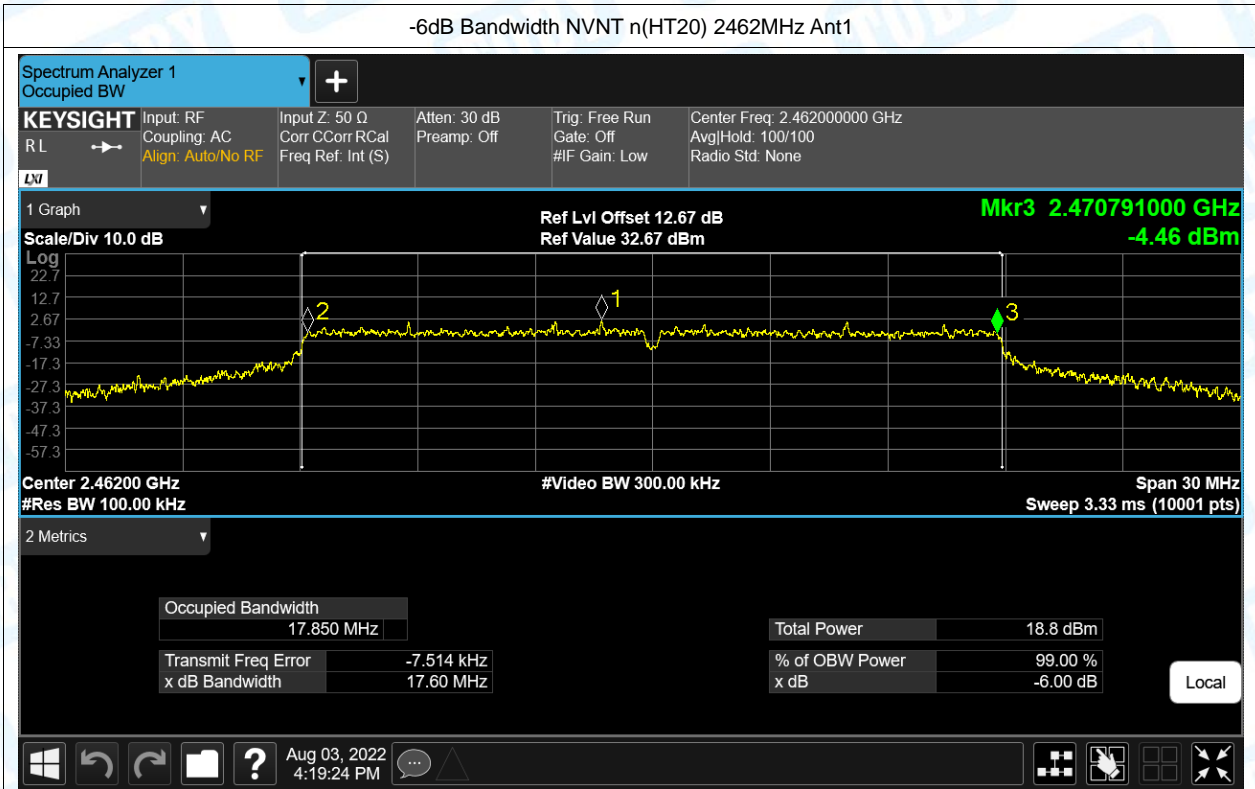 -6dB Bandwidth NVNT n(HT20) 2462MHz Ant1
Spectrum Analyzer 1
Occupied BW
KEYSIGHT
RL
LXI
Input: RF
Coupling: AC
Align: Auto/No RF
Input Z: 50 Ω
Corr CCorr RCal
Freq Ref: Int (S)
Atten: 30 dB
Preamp: Off
Trig: Free Run
Gate: Off
#IF Gain: Low
Center Freq: 2.462000000 GHz
Avg|Hold: 100/100
Radio Std: None
1 Graph
Scale/Div 10.0 dB
Ref Lvl Offset 12.67 dB
Ref Value 32.67 dBm
Mkr3 2.470791000 GHz
-4.46 dBm
Log
22.7
12.7
2.67
-7.33
-17.3
-27.3
-37.3
-47.3
-57.3
2
1
3
Center 2.46200 GHz
#Res BW 100.00 kHz
#Video BW 300.00 kHz
Span 30 MHz
Sweep 3.33 ms (10001 pts)
2 Metrics
Occupied Bandwidth
17.850 MHz
Transmit Freq Error -7.514 kHz
x dB Bandwidth 17.60 MHz
Total Power 18.8 dBm
% of OBW Power 99.00 %
x dB -6.00 dB
Local
Aug 03, 2022
4:19:24 PM